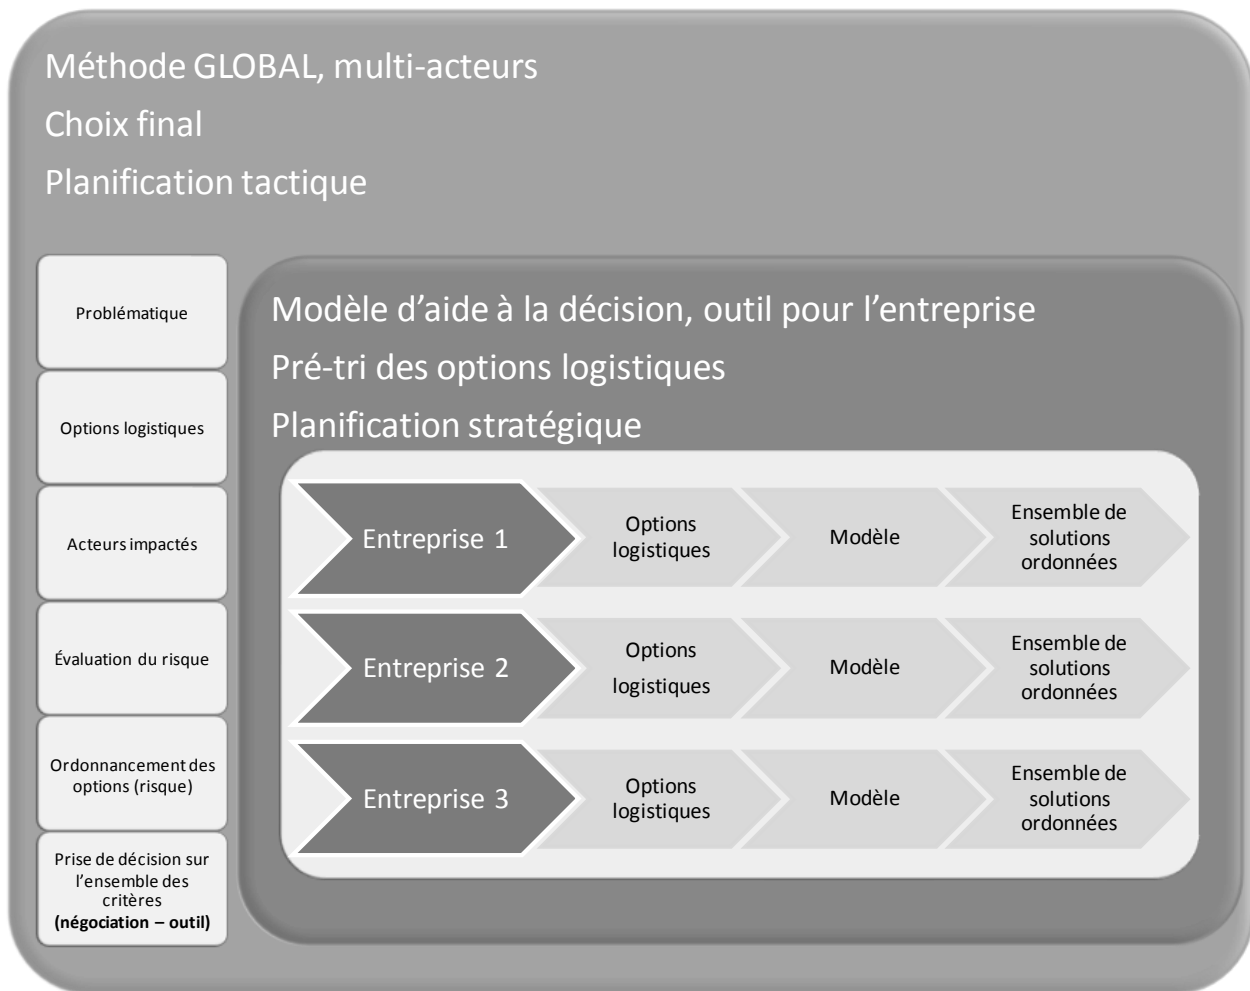 Méthode GLOBAL, multi-acteurs
Choix final
Planification tactique
Problématique
Options logistiques
Acteurs impactés
Évaluation du risque
Ordonnancement des
options (risque)
Prise de décision sur
l'ensemble des
critères
(négociation – outil)
Modèle d'aide à la décision, outil pour l'entreprise
Pré-tri des options logistiques
Planification stratégique
Entreprise 1
Options
logistiques
Modèle
Ensemble de
solutions
ordonnées
Entreprise 2
Options
logistiques
Modèle
Ensemble de
solutions
ordonnées
Entreprise 3
Options
logistiques
Modèle
Ensemble de
solutions
ordonnées